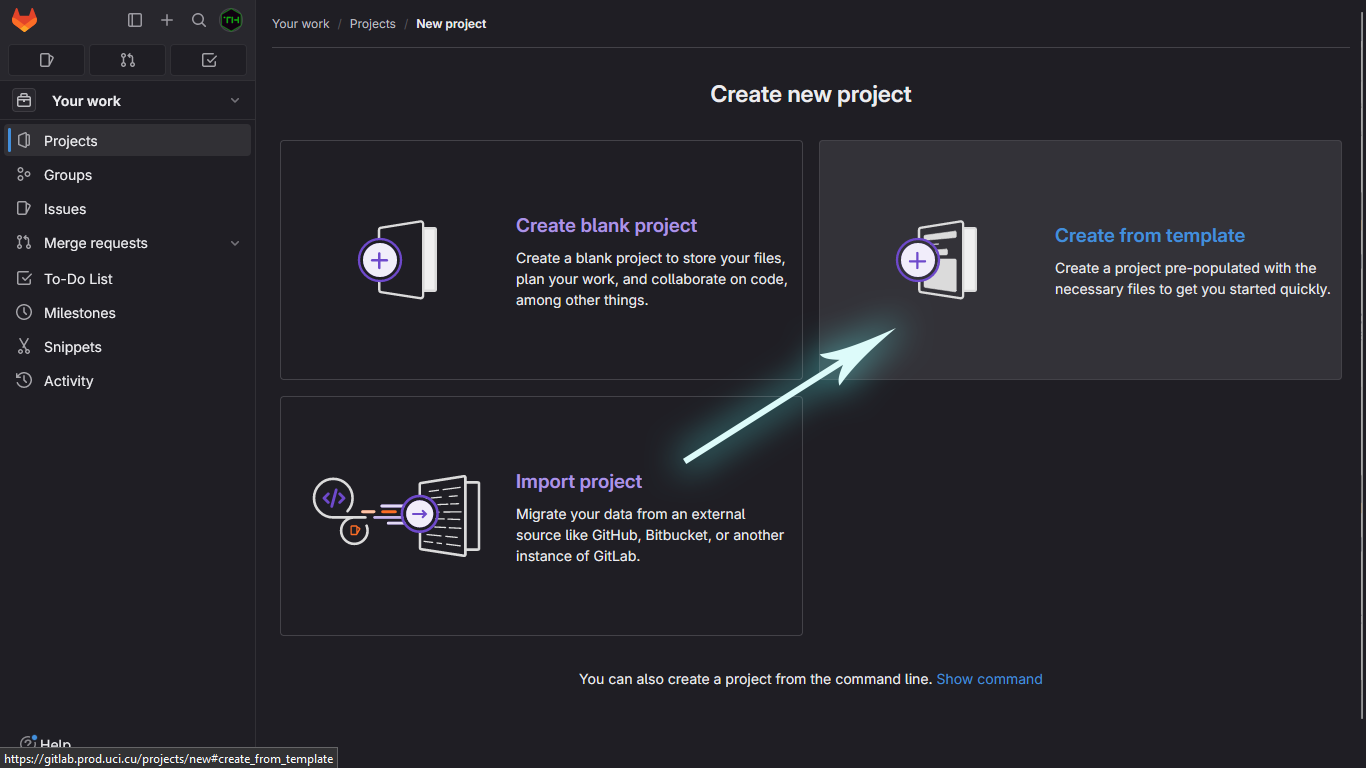 TH
Your work / Projects / New project
Your work
Projects
Groups
Issues
Merge requests
To-Do List
Milestones
Snippets
Activity
Help
https://gitlab.prod.uci.cu/projects/new#create_from_template
Create new project
Create blank project
Create a blank project to store your files,
plan your work, and collaborate on code,
among other things.
Create from template
Create a project pre-populated with the
necessary files to get you started quickly.
Import project
Migrate your data from an external
source like GitHub, Bitbucket, or another
instance of GitLab.
You can also create a project from the command line. Show command